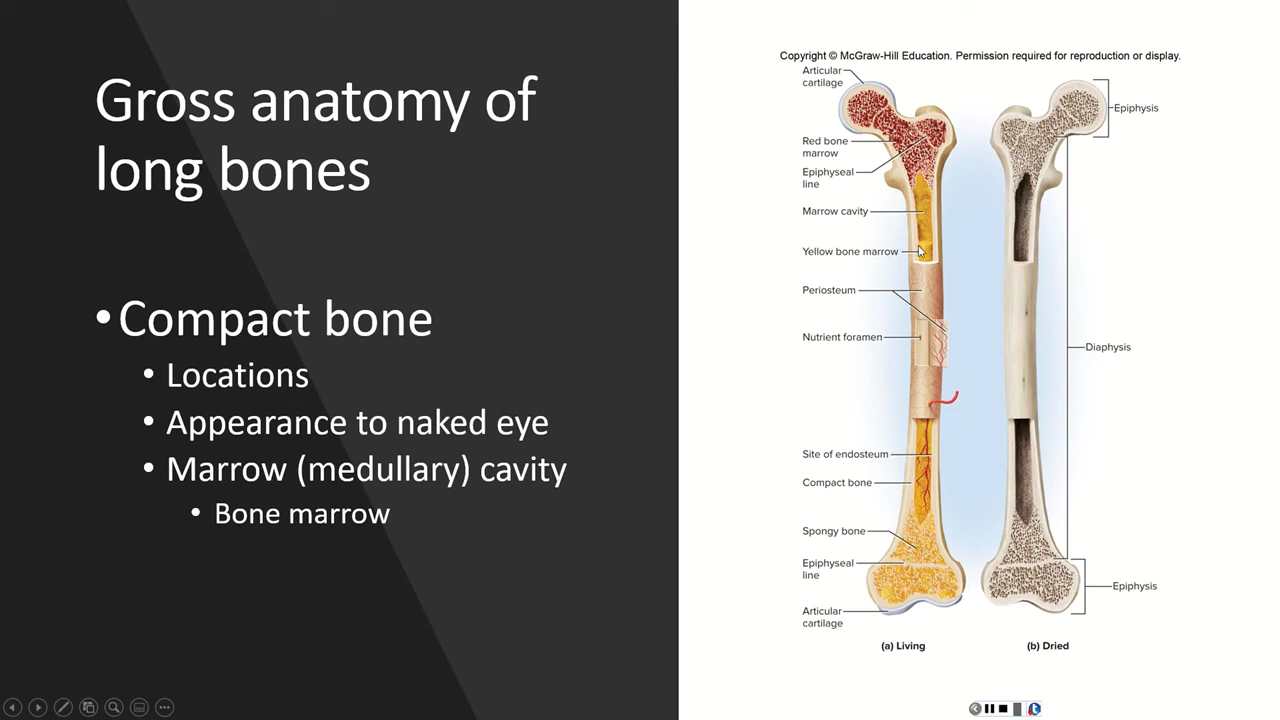 Gross anatomy of
long bones
• Compact bone
• Locations
• Appearance to naked eye
• Marrow (medullary) cavity
• Bone marrow
Copyright © McGraw-Hill Education. Permission required for reproduction or display.
Articular
cartilage
Red bone
marrow
Epiphyseal
line
Marrow cavity
Yellow bone marrow
Periosteum
Nutrient foramen
Site of endosteum
Compact bone
Spongy bone
Epiphyseal
line
Articular
cartilage
Epiphysis
Diaphysis
Epiphysis
(a) Living
(b) Dried